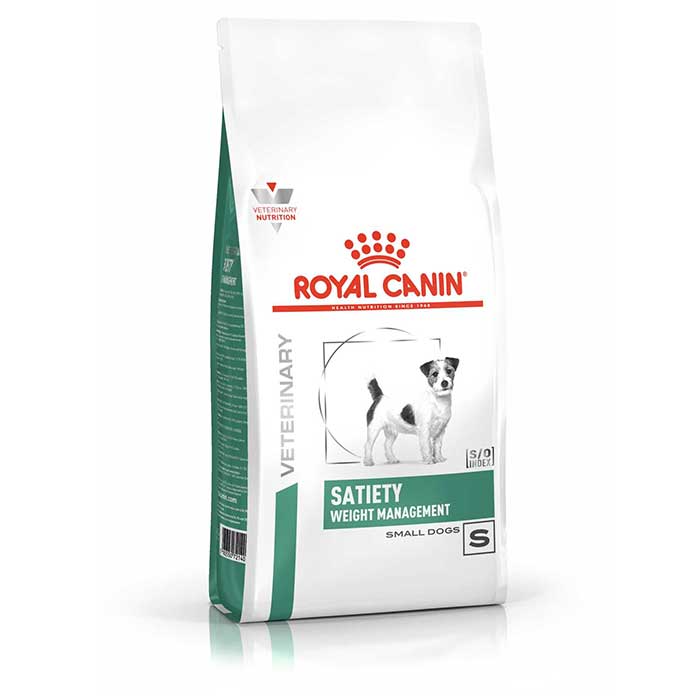 VETERINARY
NUTRITION
ROYAL CANIN®
HEALTH NUTRITION SINCE 1968
VETERINARY
S/O
INDEX
SATIETY
WEIGHT MANAGEMENT
SMALL DOGS S